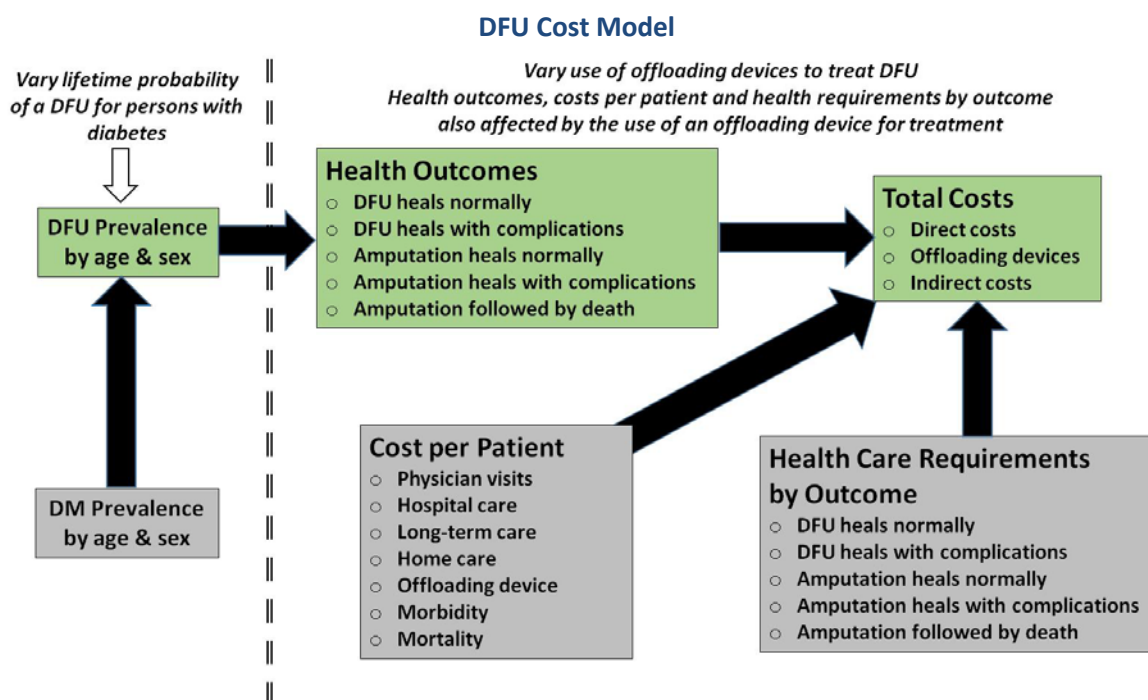 DFU Cost Model
Vary lifetime probability
of a DFU for persons with
diabetes
Vary use of offloading devices to treat DFU
Health outcomes, costs per patient and health requirements by outcome
also affected by the use of an offloading device for treatment
DFU Prevalence
by age & sex
Health Outcomes
○ DFU heals normally
○ DFU heals with complications
○ Amputation heals normally
○ Amputation heals with complications
○ Amputation followed by death
Total Costs
○ Direct costs
○ Offloading devices
○ Indirect costs
DM Prevalence
by age & sex
Cost per Patient
○ Physician visits
○ Hospital care
○ Long-term care
○ Home care
○ Offloading device
○ Morbidity
○ Mortality
Health Care Requirements
by Outcome
○ DFU heals normally
○ DFU heals with complications
○ Amputation heals normally
○ Amputation heals with complications
○ Amputation followed by death